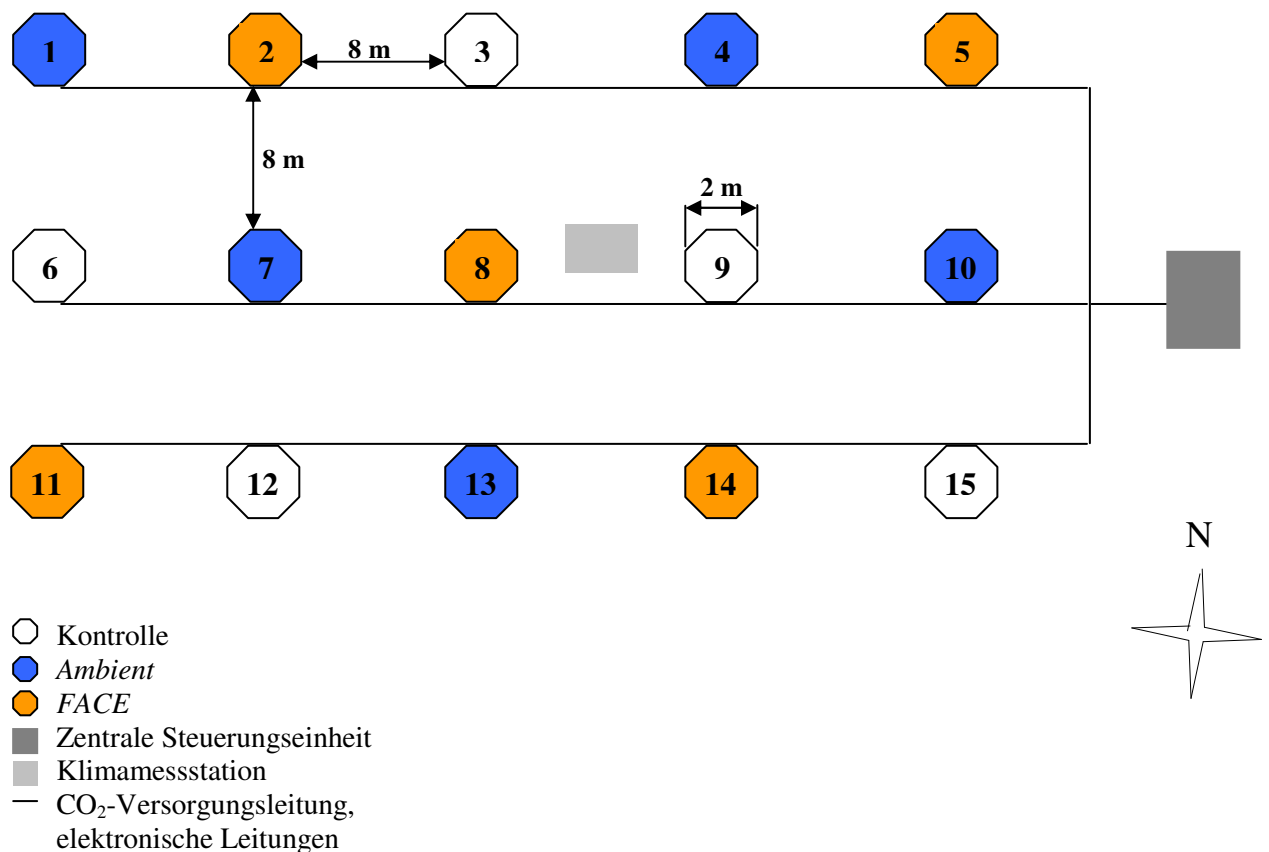 1 2 8 m 3 4 5
8 m
2 m
6 7 8 9 10
11 12 13 14 15
N
Kontrolle
Ambient
FACE
Zentrale Steuerungseinheit
Klimamessstation
CO₂-Versorgungsleitung,
elektronische Leitungen